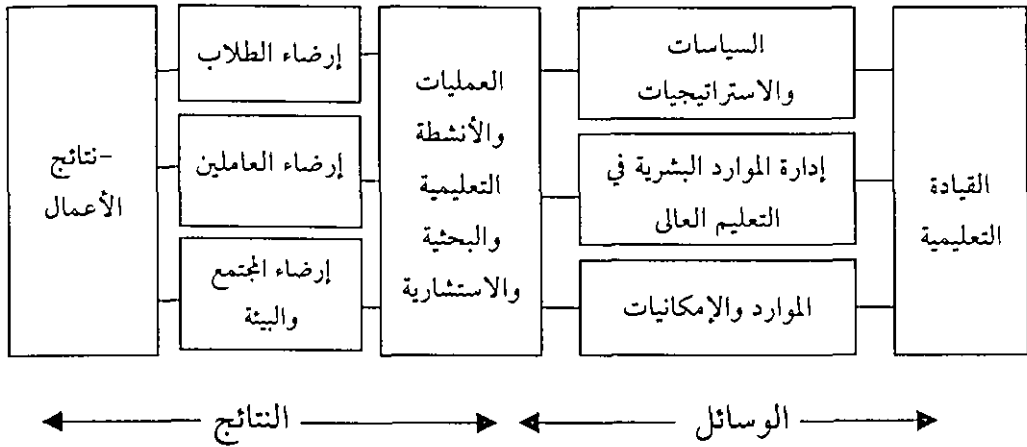 القيادة
التعليمية
السياسات
والاستراتيجيات
إدارة الموارد البشرية في
التعليم العالى
الموارد والإمكانيات
العمليات
والأنشطة
التعليمية
والبحثية
والاستشارية
إرضاء الطلاب
إرضاء العاملين
إرضاء المجتمع
والبيئة
-نتائج
الأعمال
الوسائل
النتائج